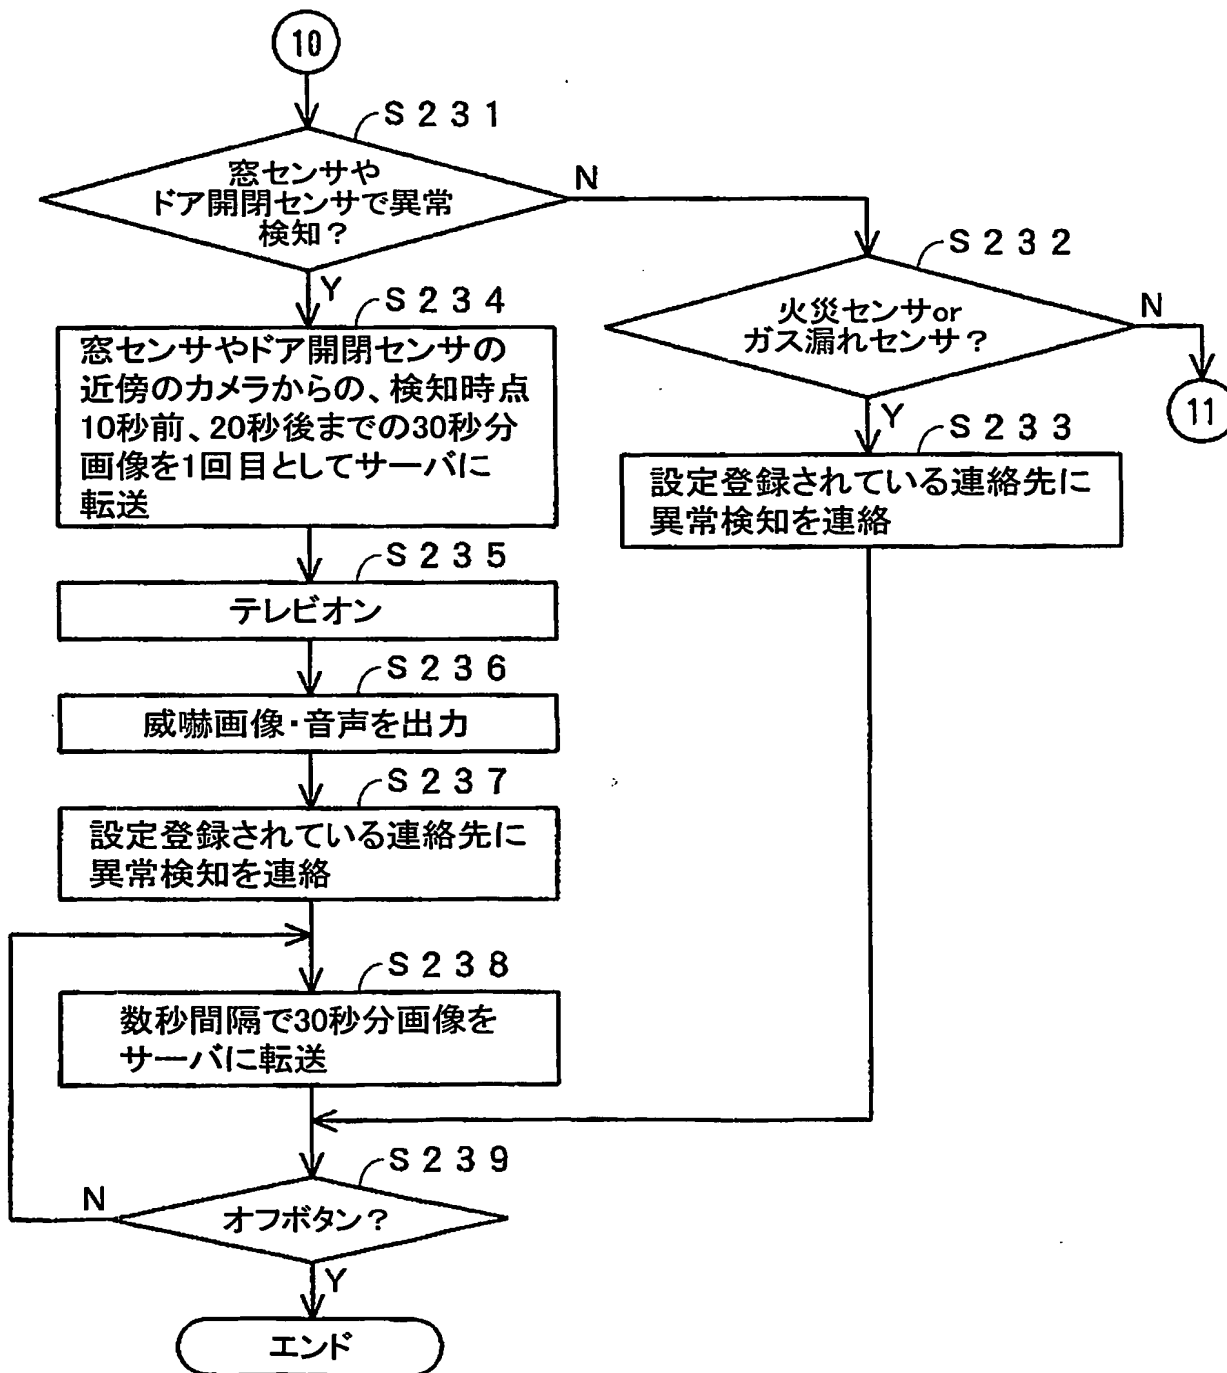 10
S231
窓センサや
ドア開閉センサで異常
検知？
N
Y
S232
火災センサor
ガス漏れセンサ？
N
Y
11
S233
設定登録されている連絡先に
異常検知を連絡
S234
窓センサやドア開閉センサの
近傍のカメラからの、検知時点
10秒前、20秒後までの30秒分
画像を1回目としてサーバに
転送
S235
テレビオン
S236
威嚇画像・音声を出力
S237
設定登録されている連絡先に
異常検知を連絡
S238
数秒間隔で30秒分画像を
サーバに転送
S239
オフボタン？
N
Y
エンド